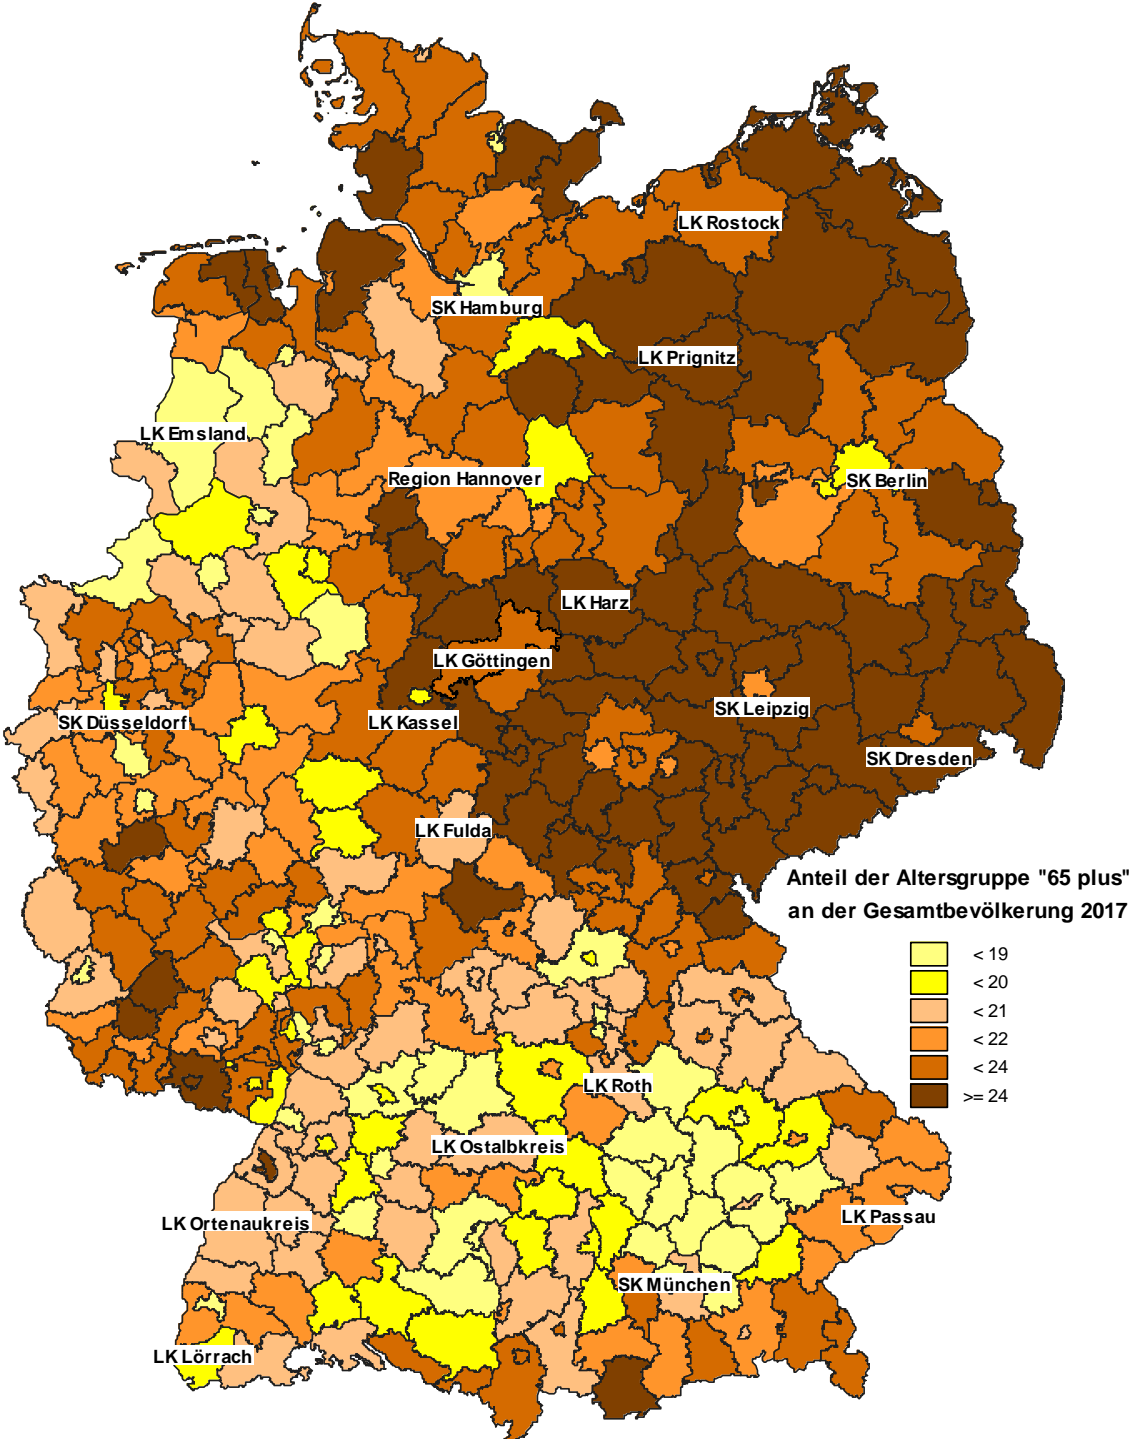 LK Rostock
SK Hamburg
LK Prignitz
LK Emsland
Region Hannover
SK Berlin
LK Harz
LK Göttingen
SK Düsseldorf
LK Kassel
SK Leipzig
SK Dresden
LK Fulda
Anteil der Altersgruppe "65 plus"
an der Gesamtbevölkerung 2017
< 19
< 20
< 21
< 22
< 24
>= 24
LK Roth
LK Ostalbkreis
LK Ortenaukreis
LK Passau
SK München
LK Lörrach